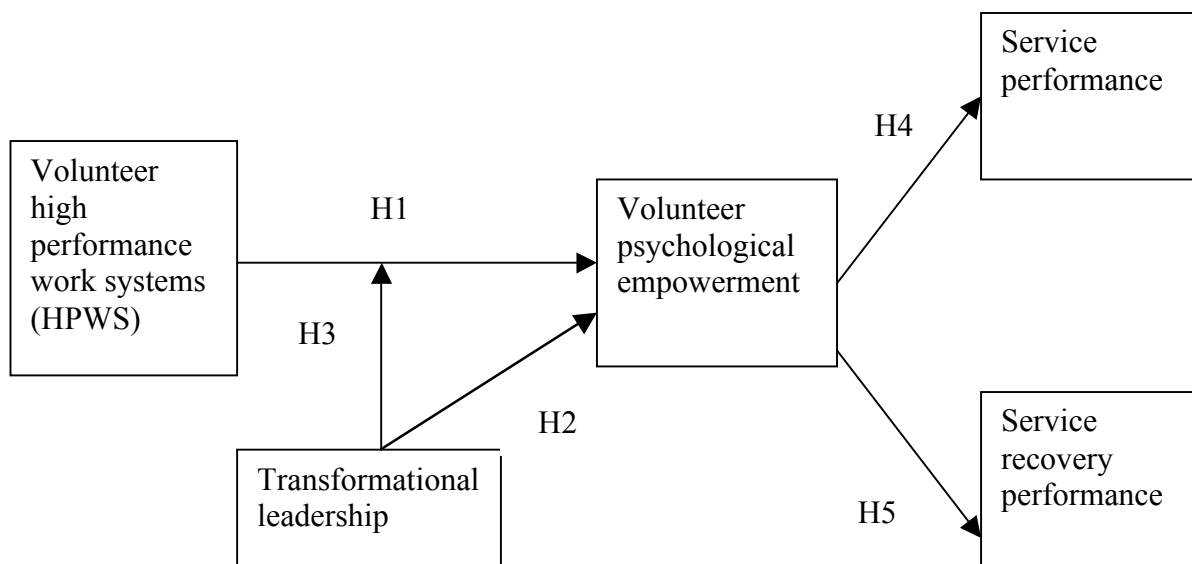 Service
performance
H4
Volunteer
high
performance
work systems
(HPWS)
H1
Volunteer
psychological
empowerment
H3
H2
Transformational
leadership
Service
recovery
performance
H5